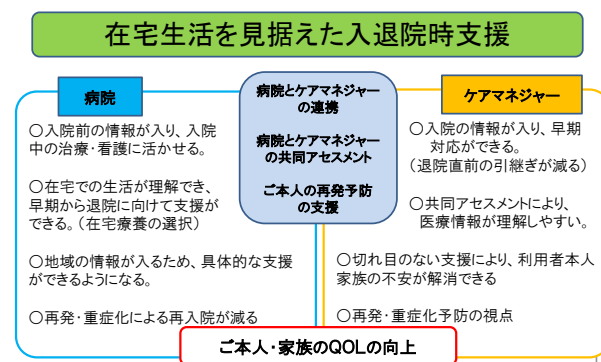 在宅生活を見据えた入退院時支援
病院
〇入院前の情報が入り、入院
中の治療・看護に活かせる。
〇在宅での生活が理解でき、
早期から退院に向けて支援が
できる。(在宅療養の選択)
〇地域の情報が入るため、具体的な支援
ができるようになる。
〇再発・重症化による再入院が減る
病院とケアマネジャー
の連携
病院とケアマネジャー
の共同アセスメント
ご本人の再発予防
の支援
ケアマネジャー
〇入院の情報が入り、早期
対応ができる。
(退院直前の引継ぎが減る)
〇共同アセスメントにより、
医療情報が理解しやすい。
〇切れ目のない支援により、利用者本人
家族の不安が解消できる
〇再発・重症化予防の視点
ご本人・家族のQOLの向上